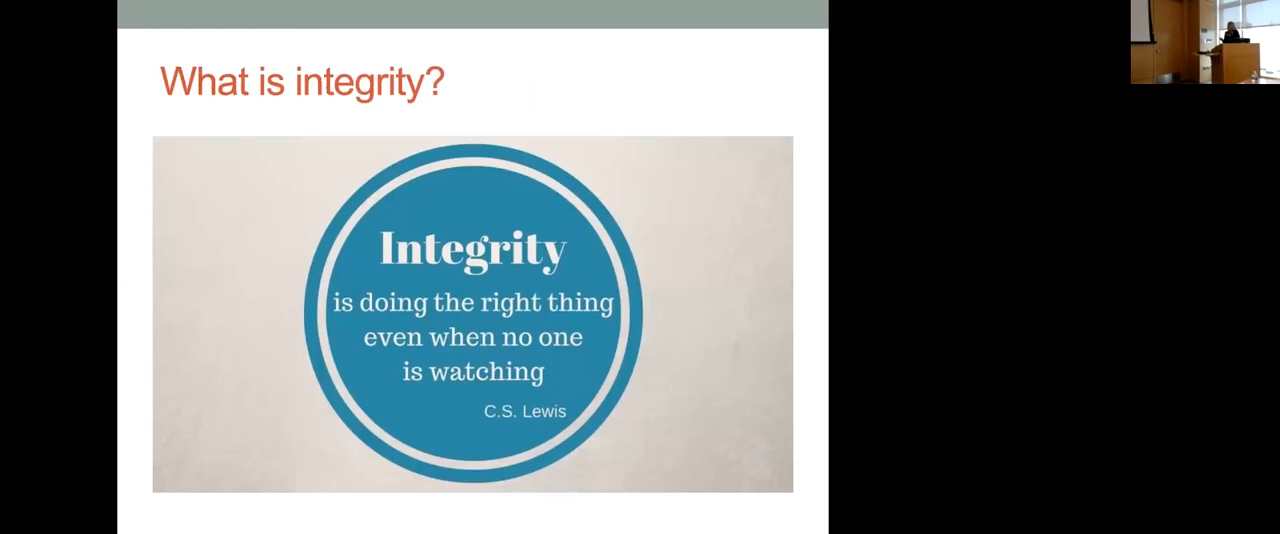 What is integrity?
Integrity
is doing the right thing
even when no one
is watching
C.S. Lewis